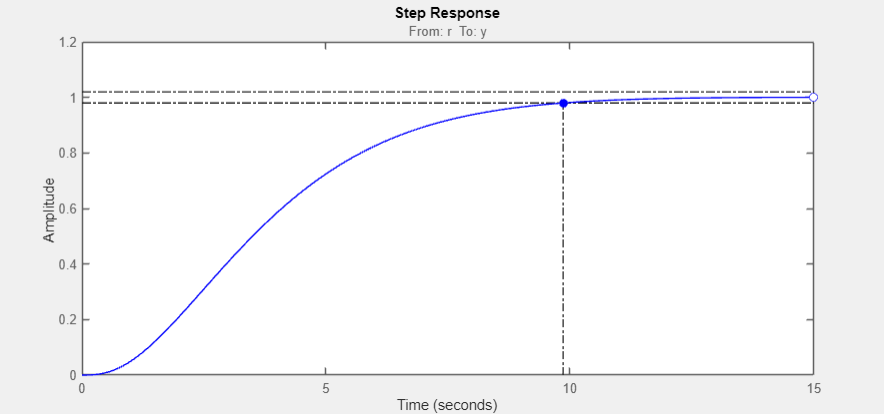 Step Response
From: r To: y
1.2
1
0.8
0.6
0.4
0.2
0
Amplitude
0 5 10 15
Time (seconds)